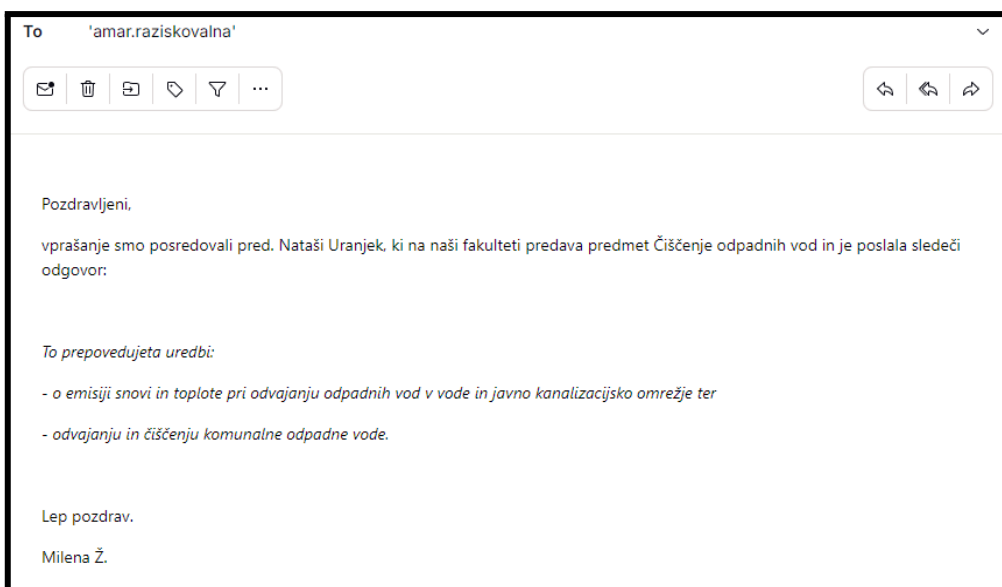 To 'amar.raziskovalna'
Pozdravljeni,
vprašanje smo posredovali pred. Nataši Uranjek, ki na naši fakulteti predava predmet Čiščenje odpadnih vod in je poslala sledeči
odgovor:
To prepovedujeta uredbi:
- o emisiji snovi in toplote pri odvajanju odpadnih vod v vode in javno kanalizacijsko omrežje ter
- odvajanju in čiščenju komunalne odpadne vode.
Lep pozdrav.
Milena Ž.